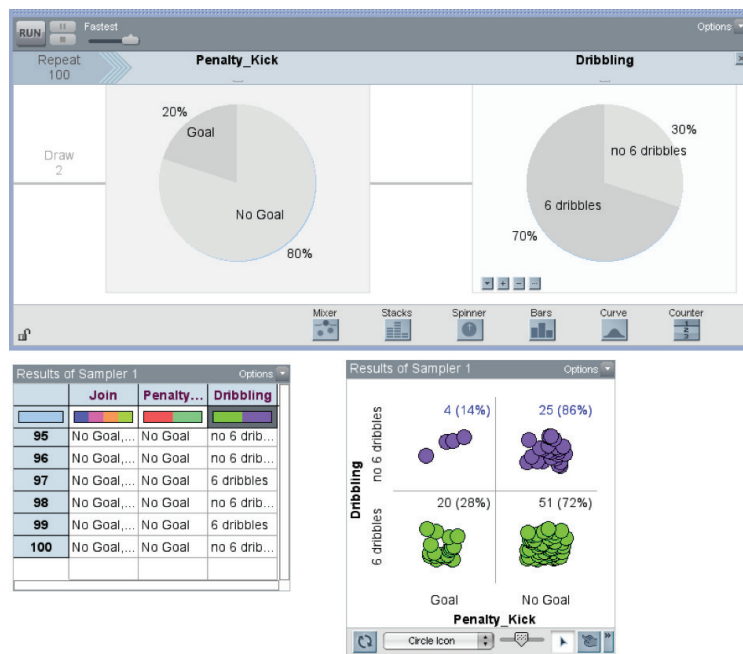 RUN
Fastest
Options
Repeat
100
Penalty_Kick
Dribbling
Draw
2
20%
Goal
No Goal
80%
30%
no 6 dribbles
6 dribbles
70%
Mixer
Stacks
Spinner
Bars
Curve
Counter
Results of Sampler 1
Options
Join
Penalty...
Dribbling
95 No Goal,... No Goal no 6 drib...
96 No Goal,... No Goal no 6 drib...
97 No Goal,... No Goal 6 dribbles
98 No Goal,... No Goal no 6 drib...
99 No Goal,... No Goal 6 dribbles
100 No Goal,... No Goal no 6 drib...
Results of Sampler 1
Options
4 (14%)
25 (86%)
no 6 dribbles
Dribbling
20 (28%)
51 (72%)
6 dribbles
Goal
No Goal
Penalty_Kick
Circle Icon